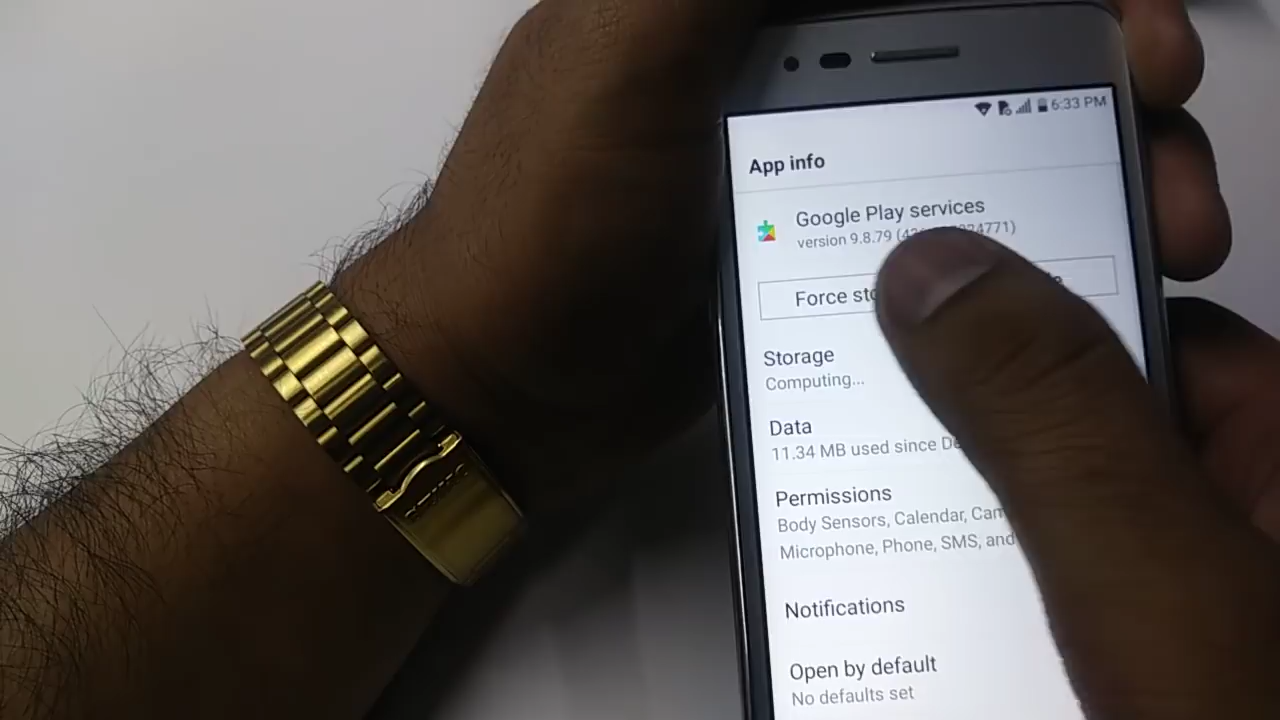 6:33 PM
App info
Google Play services
version 9.8.79
Force
Storage
Computing...
Data
11.34 MB used since
Permissions
Body Sensors, Calendar,
Microphone, Phone, SMS, and
Notifications
Open by default
No defaults set